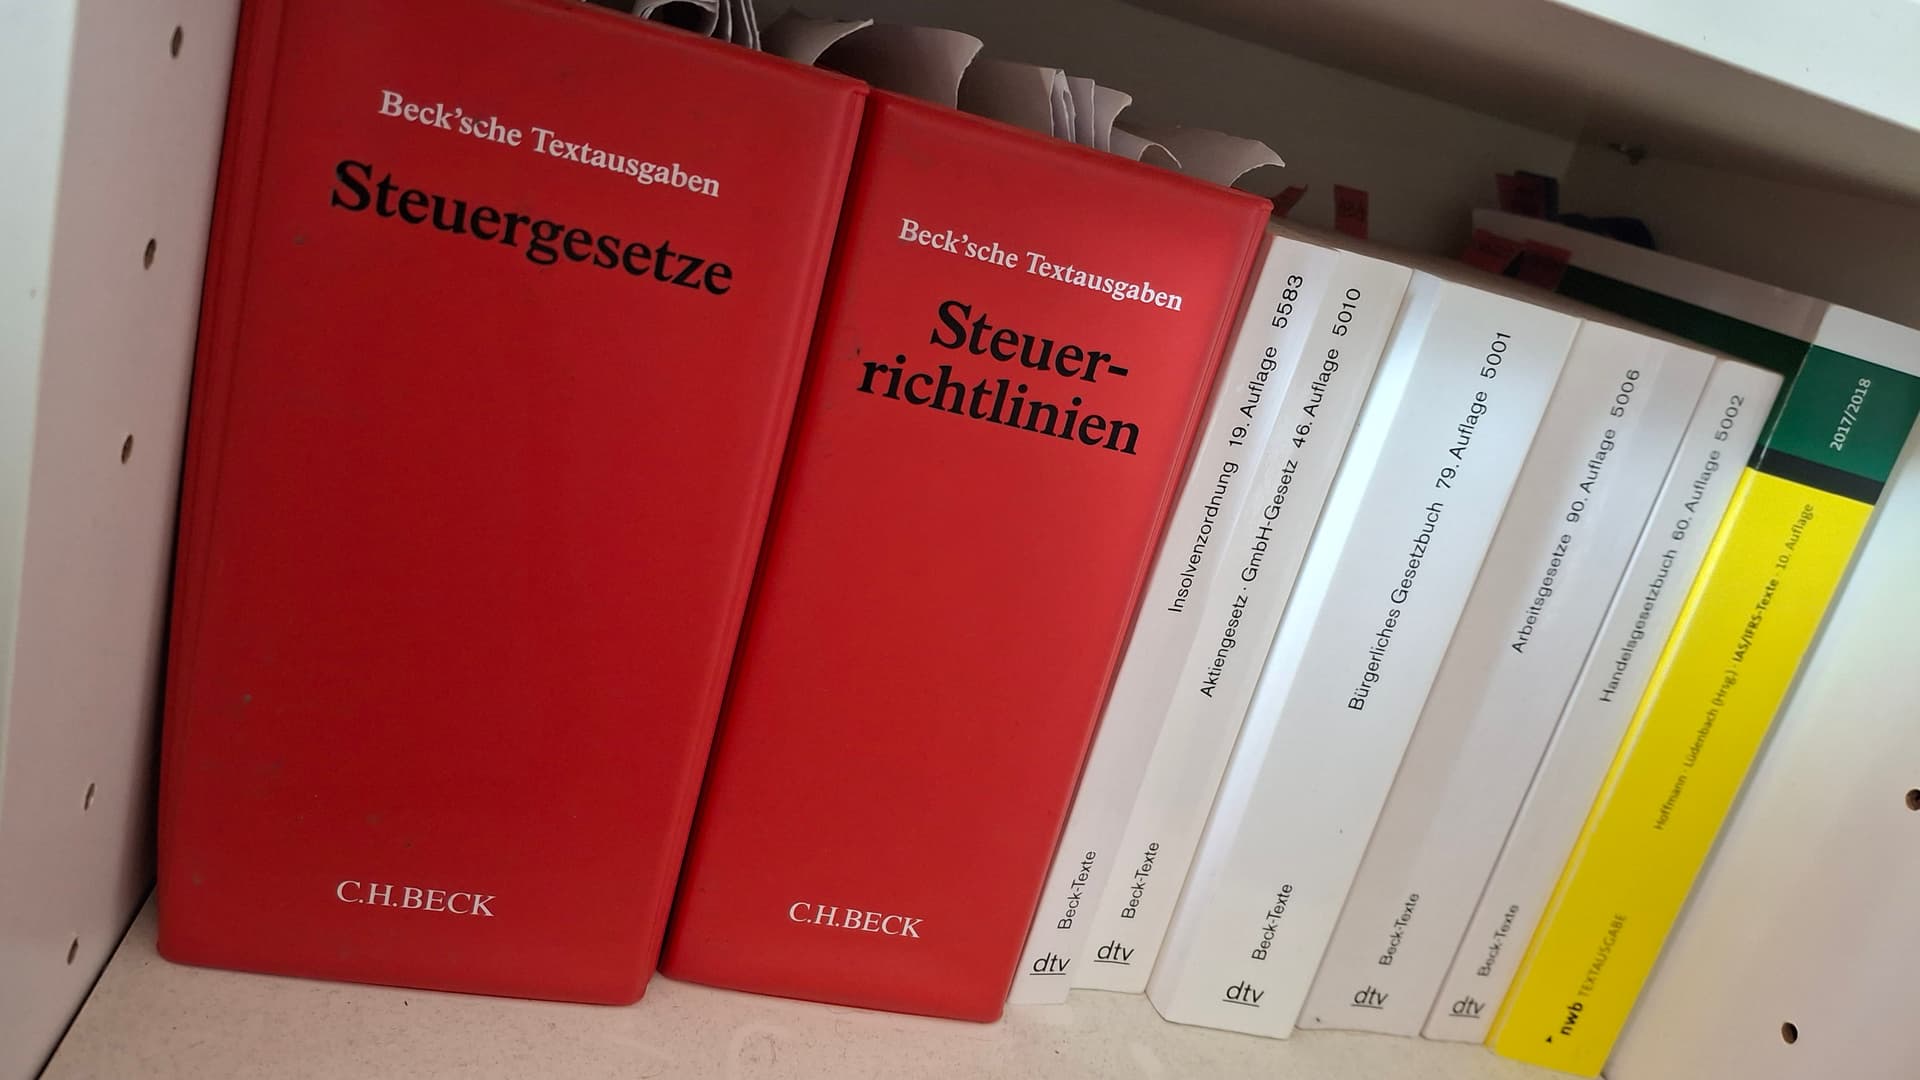 Beck'sche Textausgaben
Steuergesetze
C.H.BECK
Beck'sche Textausgaben
Steuer-
richtlinien
C.H.BECK
Insolvenzordnung 19. Auflage 5583
Beck-Texte
dtv
Aktiengesetz · GmbH-Gesetz 46. Auflage 5010
Beck-Texte
dtv
Bürgerliches Gesetzbuch 79. Auflage 5001
Beck-Texte
dtv
Arbeitsgesetze 90. Auflage 5006
Beck-Texte
dtv
Handelsgesetzbuch 60. Auflage 5002
Beck-Texte
dtv
2017/2018
Hoffmann · Lüdenbach (Hrsg.) · IAS/IFRS-Texte · 10. Auflage
nwb TEXTAUSGABE